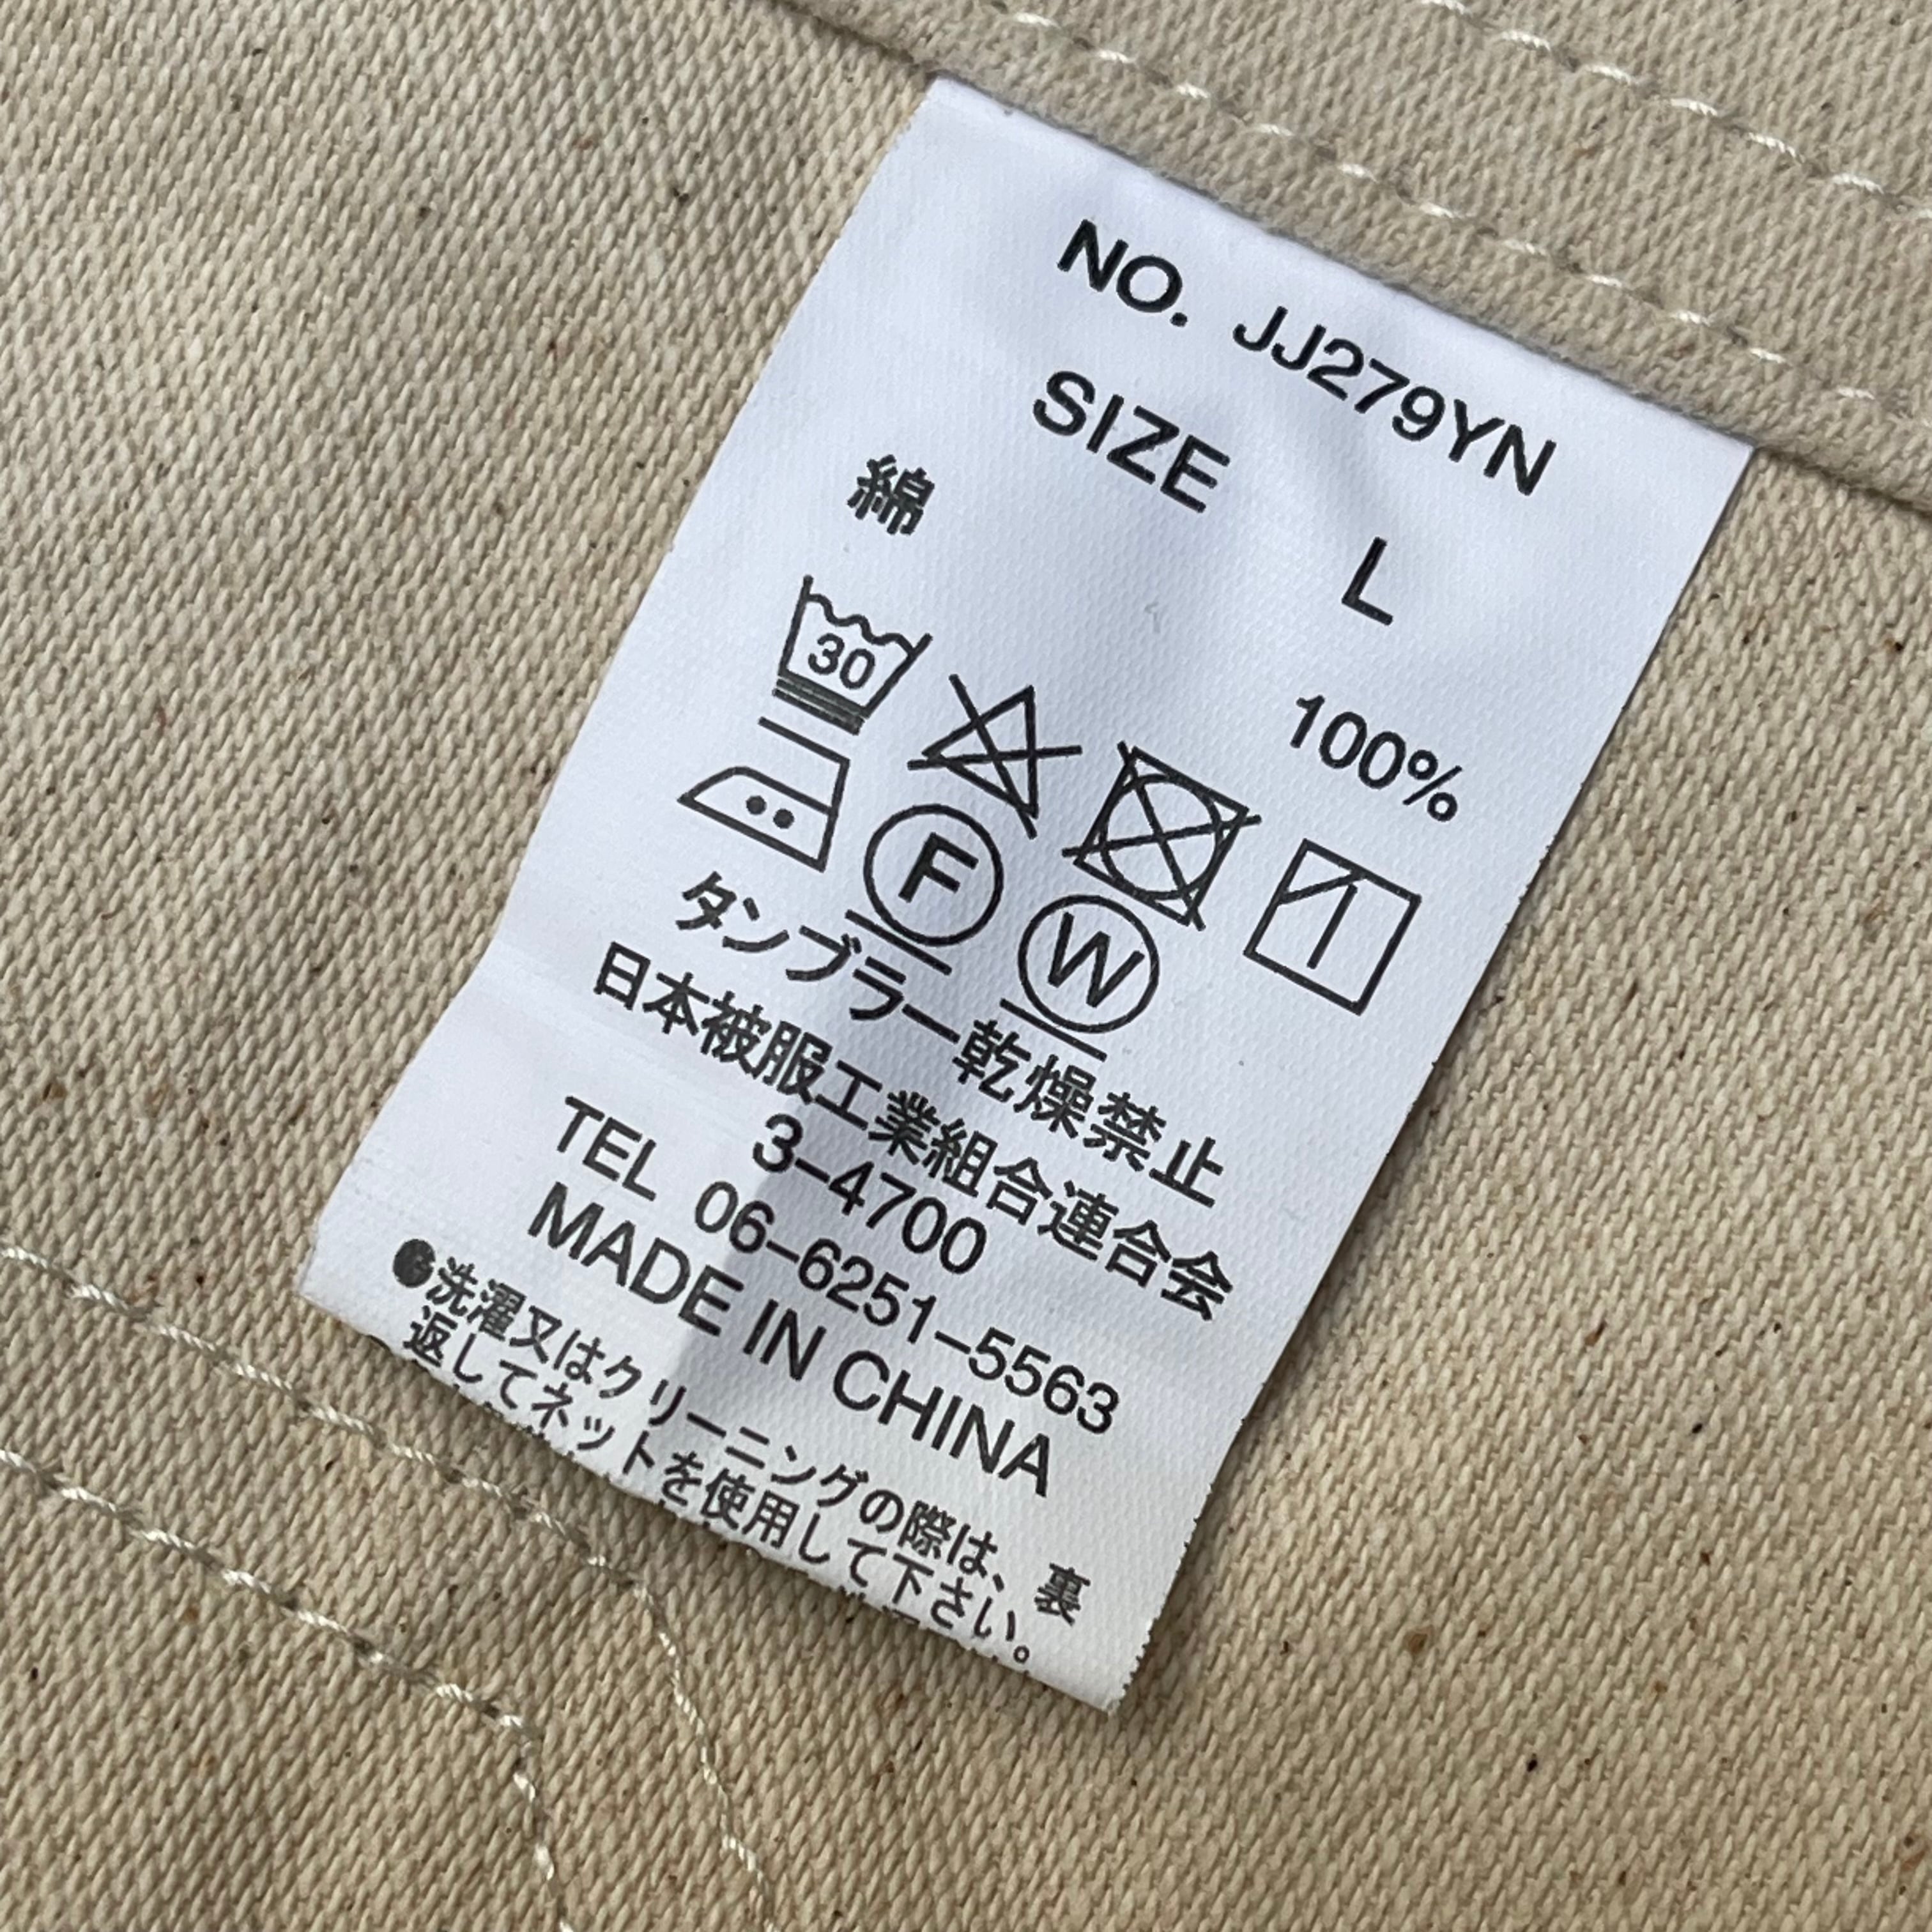 NO. JJ279YN
SIZE L
綿 100%
30
F W
タンブラー乾燥禁止
日本被服工業組合連合会
3-4700
TEL 06-6251-5563
MADE IN CHINA
●洗濯又はクリーニングの際は、裏
返してネットを使用して下さい。